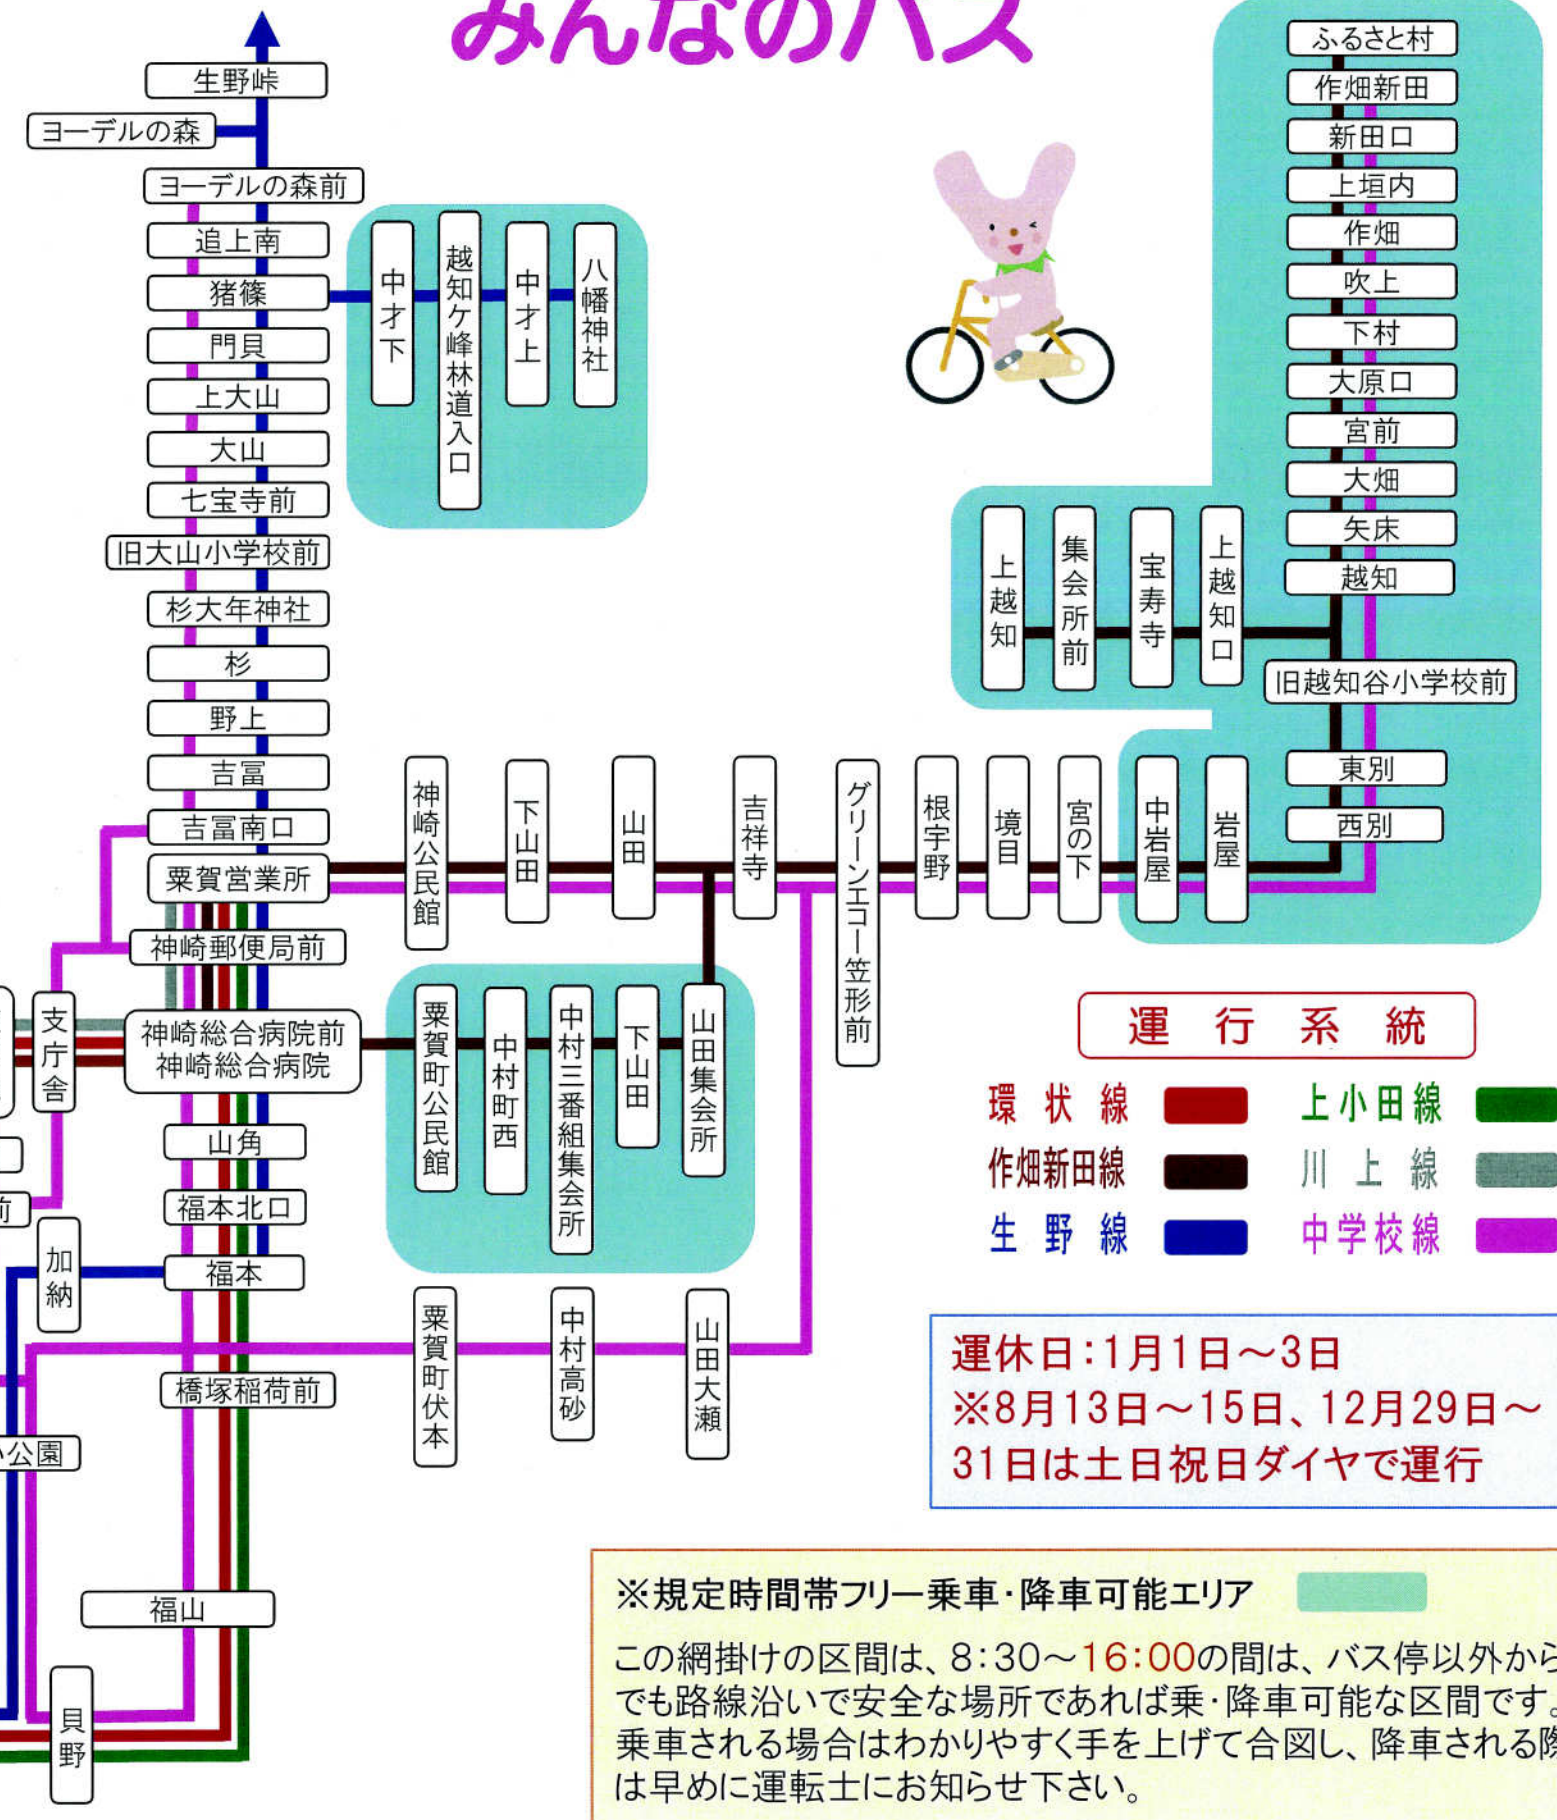 みんなのバス
生野峠
ヨーデルの森
ヨーデルの森前
追上南
猪篠
門貝
上大山
大山
七宝寺前
旧大山小学校前
杉大年神社
杉
野上
吉冨
吉冨南口
粟賀営業所
神崎郵便局前
神崎総合病院前
神崎総合病院
支庁舎
山角
福本北口
福本
加納
橋塚稲荷前
公園
福山
貝野
前
中才下
越知ケ峰林道入口
中才上
八幡神社
ふるさと村
作畑新田
新田口
上垣内
作畑
吹上
下村
大原口
宮前
大畑
矢床
越知
上越知
集会所前
宝寿寺
上越知口
旧越知谷小学校前
東別
西別
神崎公民館
下山田
山田
吉祥寺
グリーンエコー笠形前
根宇野
境目
宮の下
中岩屋
岩屋
粟賀町公民館
中村町西
中村三番組集会所
下山田
山田集会所
粟賀町伏本
中村高砂
山田大瀬
運行系統
環状線
上小田線
作畑新田線
川上線
生野線
中学校線
運休日：1月1日～3日
※8月13日～15日、12月29日～
31日は土日祝日ダイヤで運行
※規定時間帯フリー乗車・降車可能エリア
この網掛けの区間は、8：30～16：00の間は、バス停以外から
でも路線沿いで安全な場所であれば乗・降車可能な区間です。
乗車される場合はわかりやすく手を上げて合図し、降車される際
は早めに運転士にお知らせ下さい。